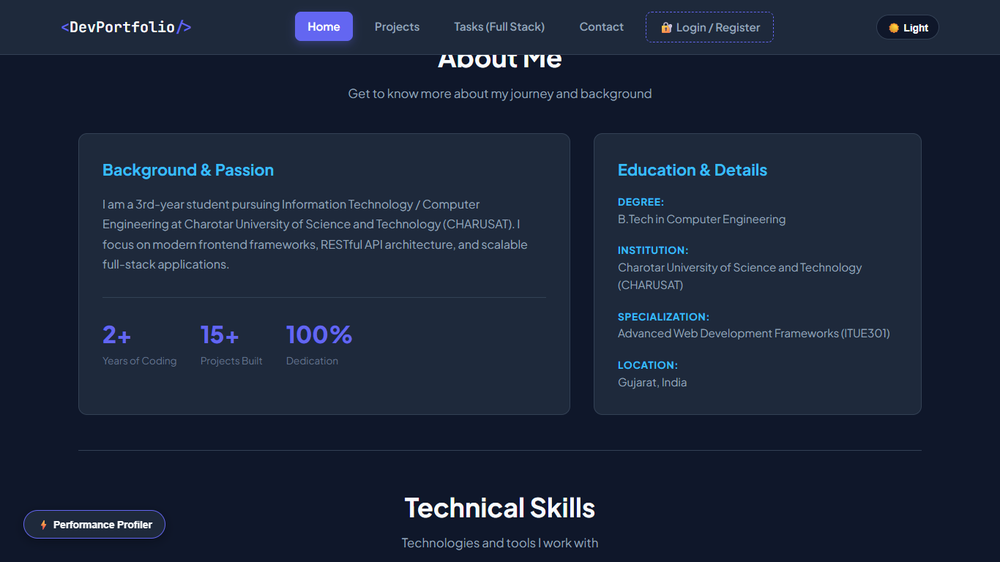 <DevPortfolio/>
Home
Projects
Tasks (Full Stack)
Contact
Login / Register
Light
About Me
Get to know more about my journey and background
Background & Passion
I am a 3rd-year student pursuing Information Technology / Computer
Engineering at Charotar University of Science and Technology (CHARUSAT). I
focus on modern frontend frameworks, RESTful API architecture, and scalable
full-stack applications.
2+
Years of Coding
15+
Projects Built
100%
Dedication
Education & Details
DEGREE:
B.Tech in Computer Engineering
INSTITUTION:
Charotar University of Science and Technology
(CHARUSAT)
SPECIALIZATION:
Advanced Web Development Frameworks (ITUE301)
LOCATION:
Gujarat, India
Technical Skills
Technologies and tools I work with
Performance Profiler